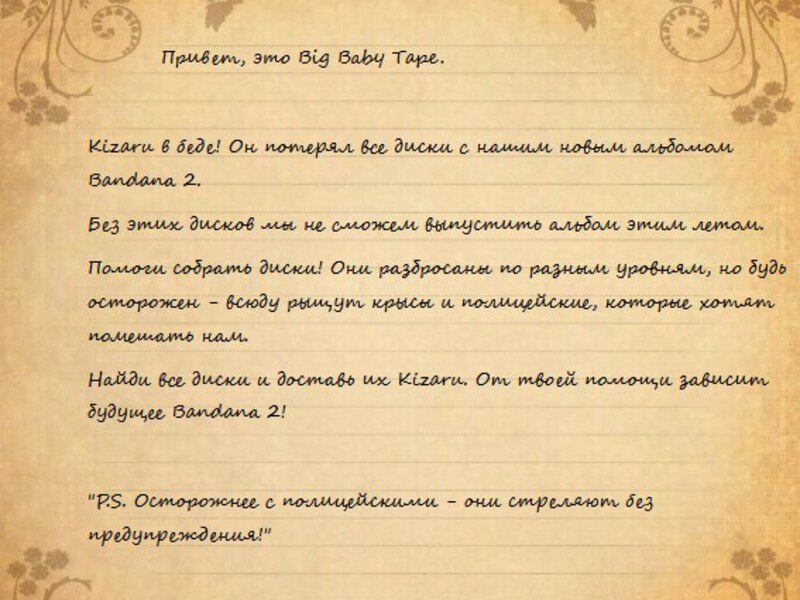 Привет, это Big Baby Tape.
Kizaru в беде! Он потерял все диски с нашим новым альбомом
Bandana 2.
Без этих дисков мы не сможем выпустить альбом этим летом.
Помоги собрать диски! Они разбросаны по разным уровням, но будь
осторожен - всюду рыщут крысы и полицейские, которые хотят
помешать нам.
Найди все диски и доставь их Kizaru. От твоей помощи зависит
будущее Bandana 2!
"P.S. Осторожнее с полицейскими - они стреляют без
предупреждения!"